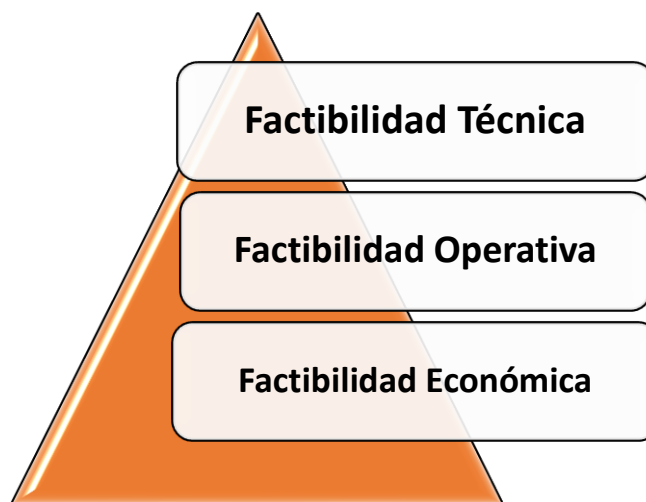 Factibilidad Técnica
Factibilidad Operativa
Factibilidad Económica